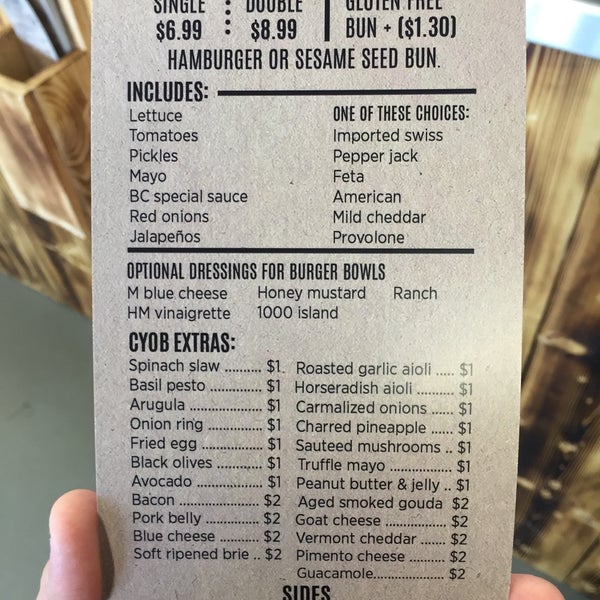 SINGLE DOUBLE GLUTEN FREE
$6.99 $8.99 BUN + ($1.30)
HAMBURGER OR SESAME SEED BUN.
INCLUDES:
Lettuce
Tomatoes
Pickles
Mayo
BC special sauce
Red onions
Jalapeños
ONE OF THESE CHOICES:
Imported swiss
Pepper jack
Feta
American
Mild cheddar
Provolone
OPTIONAL DRESSINGS FOR BURGER BOWLS
M blue cheese Honey mustard Ranch
HM vinaigrette 1000 island
CYOB EXTRAS:
Spinach slaw .......... $1
Basil pesto .............. $1
Arugula .................... $1
Onion ring ............... $1
Fried egg ................. $1
Black olives ............. $1
Avocado .................. $1
Bacon ....................... $2
Pork belly ................ $2
Blue cheese ............ $2
Soft ripened brie .. $2
Roasted garlic aioli ..... $1
Horseradish aioli ......... $1
Carmalized onions ...... $1
Charred pineapple ...... $1
Sauteed mushrooms .. $1
Truffle mayo ................. $1
Peanut butter & jelly .. $1
Aged smoked gouda $2
Goat cheese ................ $2
Vermont cheddar ....... $2
Pimento cheese .......... $2
Guacamole................... $2
SIDES